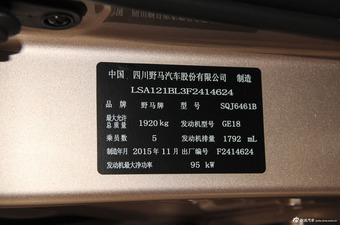 中国 四川野马汽车股份有限公司 制造
LSA121BL3F2414624
品牌 野马牌 型号 SQJ6461B
最大允许总质量 1920kg 发动机型号 GE18
乘员数 5 发动机排量 1792 mL
制造年月 2015年11月 出厂编号 F2414624
发动机最大净功率 95 kW